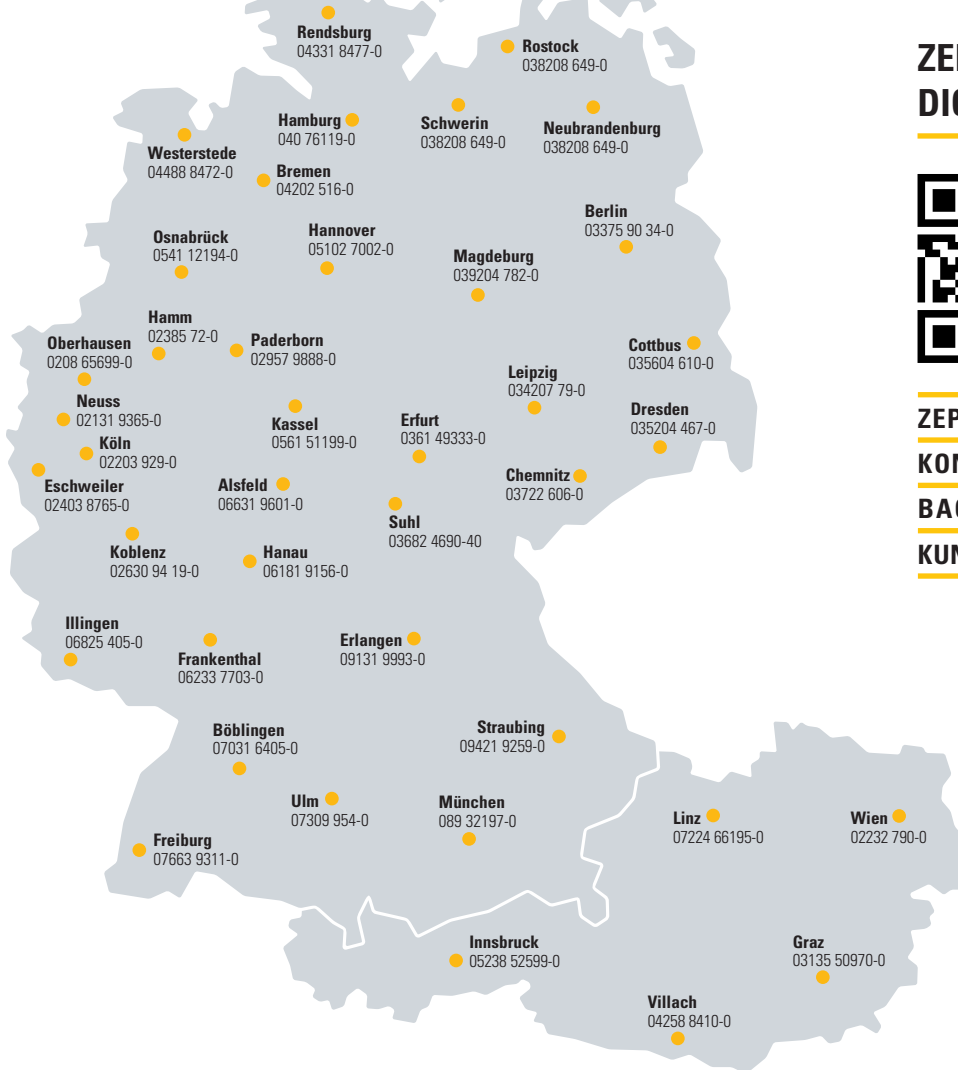 Rendsburg
04331 8477-0
Rostock
038208 649-0
Hamburg
040 76119-0
Schwerin
038208 649-0
Neubrandenburg
038208 649-0
Westerstede
04488 8472-0
Bremen
04202 516-0
Berlin
03375 90 34-0
Osnabrück
0541 12194-0
Hannover
05102 7002-0
Magdeburg
039204 782-0
Hamm
02385 72-0
Oberhausen
0208 65699-0
Paderborn
02957 9888-0
Cottbus
035604 610-0
Leipzig
034207 79-0
Neuss
02131 9365-0
Kassel
0561 51199-0
Erfurt
0361 49333-0
Dresden
035204 467-0
Köln
02203 929-0
Eschweiler
02403 8765-0
Alsfeld
06631 9601-0
Chemnitz
03722 606-0
Suhl
03682 4690-40
Koblenz
02630 94 19-0
Hanau
06181 9156-0
Illingen
06825 405-0
Frankenthal
06233 7703-0
Erlangen
09131 9993-0
Böblingen
07031 6405-0
Straubing
09421 9259-0
Ulm
07309 954-0
München
089 32197-0
Linz
07224 66195-0
Wien
02232 790-0
Freiburg
07663 9311-0
Innsbruck
05238 52599-0
Graz
03135 50970-0
Villach
04258 8410-0
ZEP
BAG
KUN